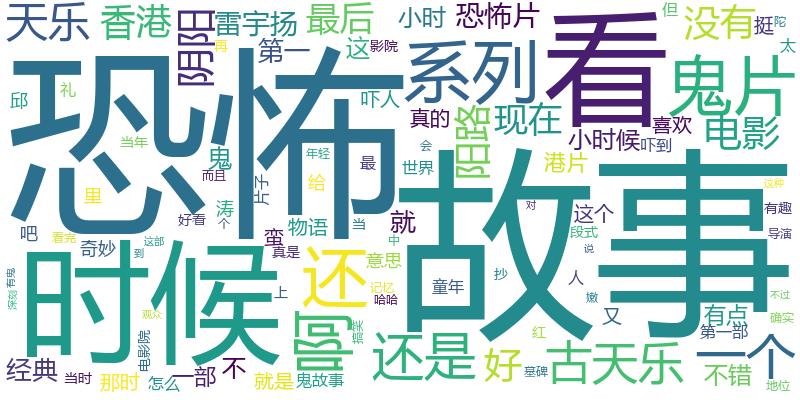 天乐
香港
阴阳
雷宇扬
最后
小时
恐怖片
看
没有
但
挺
陀
太
第一
这
影院
再
系列
鬼片
恐怖
邱
礼
吓人
真的
阳路
现在
小时候
喜欢
电影
吓到
当年
鬼
年轻
而且
最
会
世界
港片
里
片子
给
故事
这种
涛
个
好看
物语
当
就
对
这个
有趣
吧
看完
奇妙
这部
到
蛮
真是
中
意思
段式
说
导演
时候
还
有鬼
深刻
上
记忆
哈哈
童年
抄
人
嫩
不过
观众
啊
搞笑
又
有点
确实
电影院
红
第一部
经典
当时
那时
怎么
一部
不
就是
鬼故事
还是
好
墓碑
古天乐
一个
不错
地位